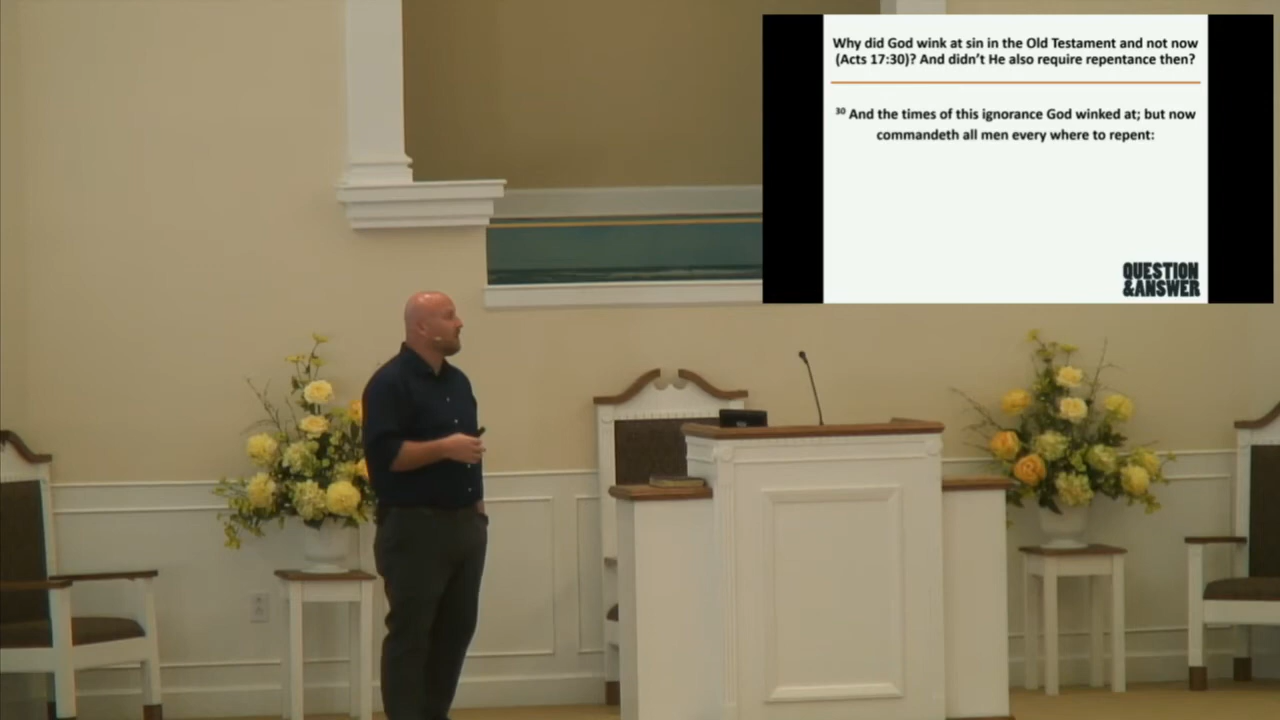 Why did God wink at sin in the Old Testament and not now
(Acts 17:30)? And didn't He also require repentance then?
30 And the times of this ignorance God winked at; but now
commandeth all men every where to repent:
QUESTION
&ANSWER